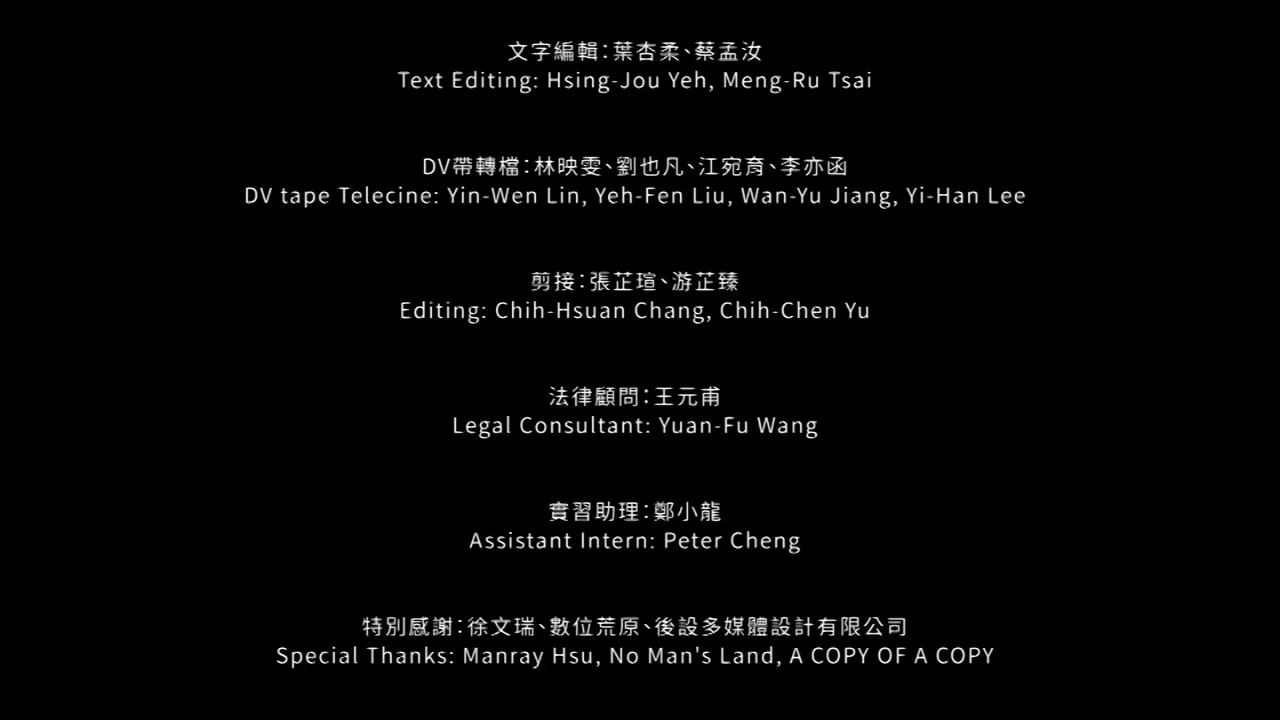 文字編輯：葉杏柔、蔡孟汝
Text Editing: Hsing-Jou Yeh, Meng-Ru Tsai
DV帶轉檔：林映雯、劉也凡、江宛育、李亦函
DV tape Telecine: Yin-Wen Lin, Yeh-Fen Liu, Wan-Yu Jiang, Yi-Han Lee
剪接：張芷瑄、游芷臻
Editing: Chih-Hsuan Chang, Chih-Chen Yu
法律顧問：王元甫
Legal Consultant: Yuan-Fu Wang
實習助理：鄭小龍
Assistant Intern: Peter Cheng
特別感謝：徐文瑞、數位荒原、後設多媒體設計有限公司
Special Thanks: Manray Hsu, No Man's Land, A COPY OF A COPY